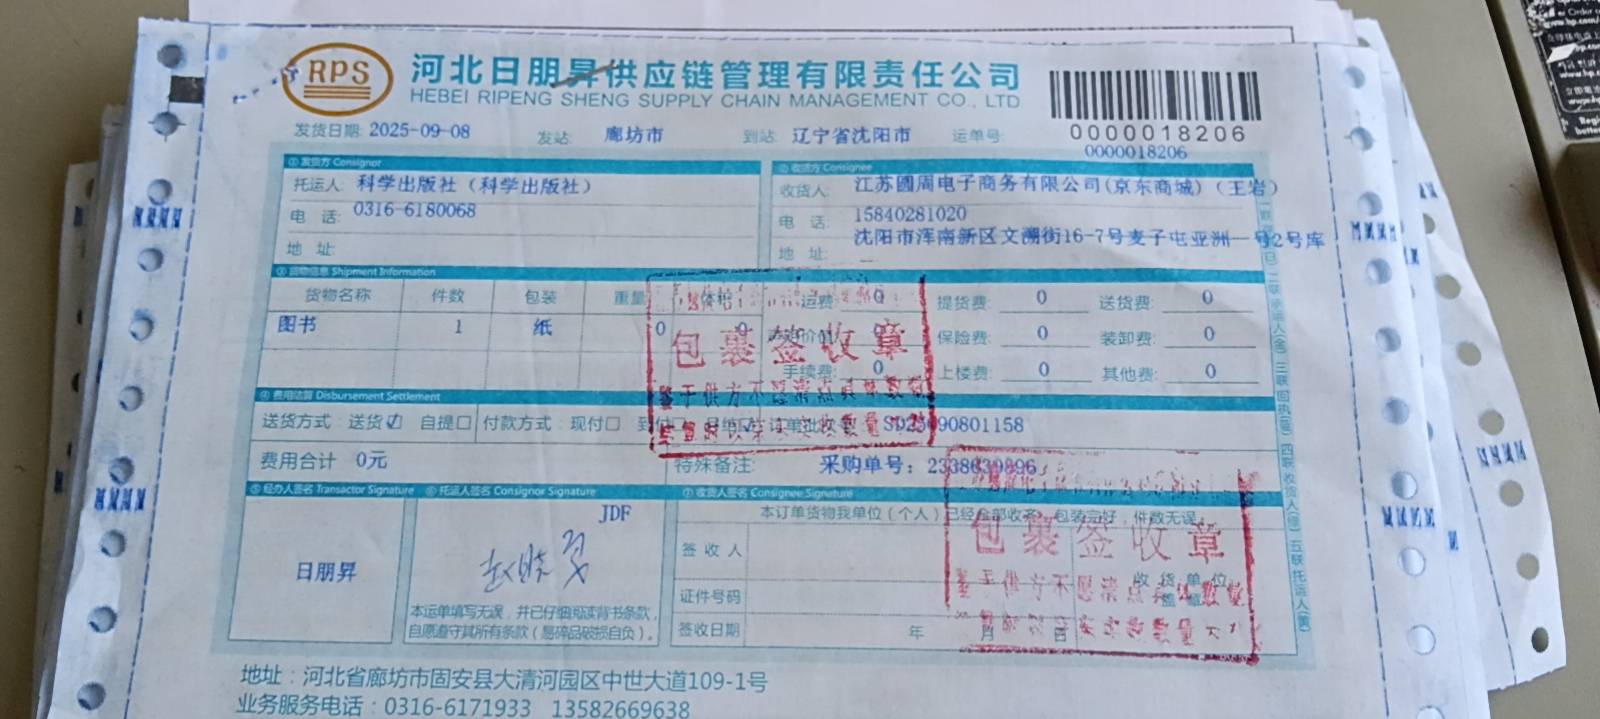 RPS 河北日朋昇供应链管理有限责任公司
HEBEI RIPENG SHENG SUPPLY CHAIN MANAGEMENT CO., LTD
0000018206
发货日期: 2025-09-08 发站: 廊坊市 到站: 辽宁省沈阳市 运单号: 0000018206
① 发货方 Consignor ② 收货方 Consignee
托运人: 科学出版社（科学出版社） 收货人: 江苏圆周电子商务有限公司(京东商城)（王岩）
电 话: 0316-6180068 电 话: 15840281020
地 址: 地 址: 沈阳市浑南新区文溯街16-7号麦子屯亚洲一号2号库
③ 货物信息 Shipment Information
货物名称 件数 包装 重量 体积 运费: 0 提货费: 0 送货费: 0
图书 1 纸 0 0 0 保险费: 0 装卸费: 0
手续费: 0 上楼费: 0 其他费: 0
包裹签收章
④ 费用结算 Disbursement Settlement
送货方式: 送货☑ 自提□ 付款方式: 现付□ SD25090801158
费用合计 0元 特殊备注: 采购单号: 2338639896
⑤ 经办人签名 Transactor Signature ⑥ 托运人签名 Consignor Signature ⑦ 收货人签名 Consignee Signature
JDF 本订单货物我单位（个人）已经全部收齐，包装完好，件数无误。
日朋昇 签 收 人 包裹签收章
收 货 单 位
证件号码
本运单填写无误，并已仔细阅读背书条款，
自愿遵守其所有条款（易碎品破损自负）。
签收日期 年 月 日
地址：河北省廊坊市固安县大清河园区中世大道109-1号
业务服务电话：0316-6171933 13582669638